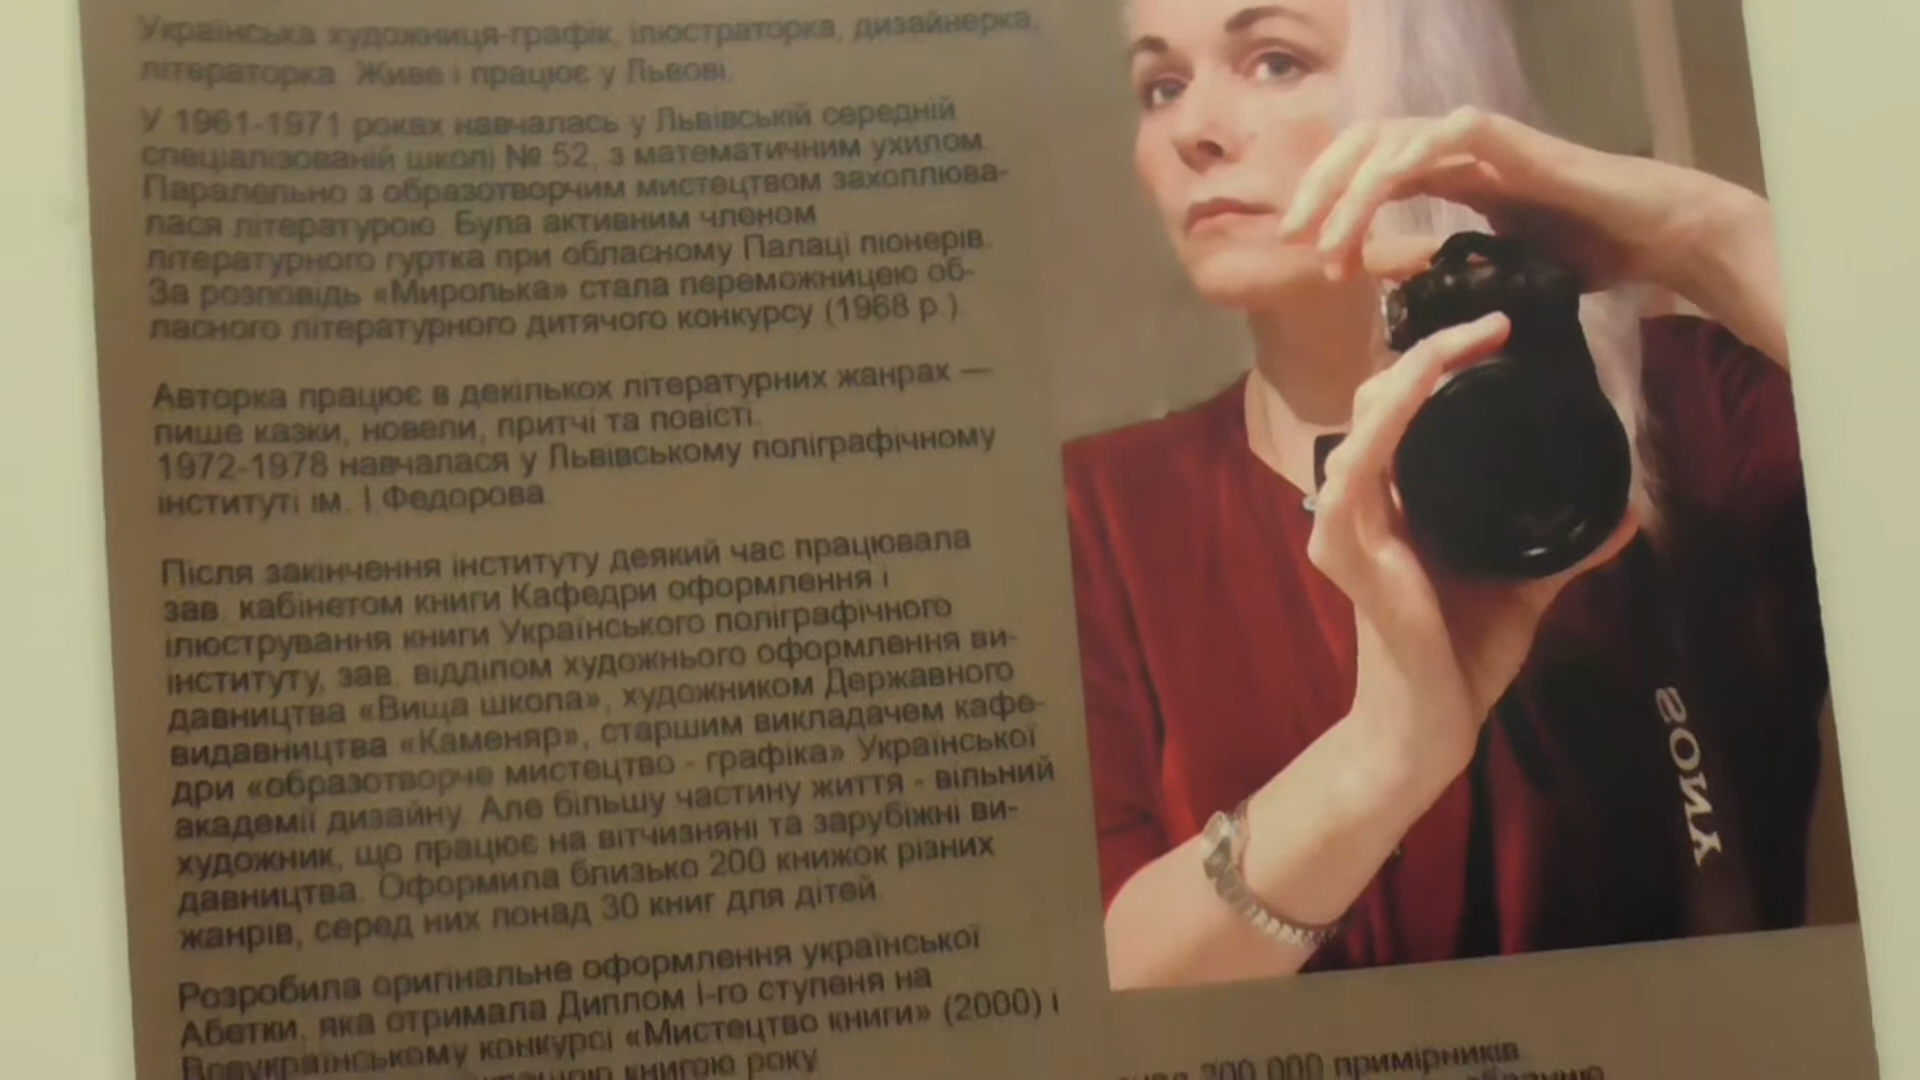 Українська художниця-графік, ілюстраторка, дизайнерка,
літераторка. Живе і працює у Львові.
У 1961-1971 роках навчалась у Львівській середній
спеціалізованій школі № 52, з математичним ухилом.
Паралельно з образотворчим мистецтвом захоплюва-
лася літературою. Була активним членом
літературного гуртка при обласному Палаці піонерів.
За розповідь «Миролька» стала переможницею об-
ласного літературного дитячого конкурсу (1968 р.).
Авторка працює в декількох літературних жанрах —
пише казки, новели, притчі та повісті.
1972-1978 навчалася у Львівському поліграфічному
інституті ім. І.Федорова.
Після закінчення інституту деякий час працювала
зав. кабінетом книги Кафедри оформлення і
ілюстрування книги Українського поліграфічного
інституту, зав. відділом художнього оформлення ви-
давництва «Вища школа», художником Державного
видавництва «Каменяр», старшим викладачем кафе-
дри «образотворче мистецтво - графіка» Української
академії дизайну. Але більшу частину життя - вільний
художник, що працює на вітчизняні та зарубіжні ви-
давництва. Оформила близько 200 книжок різних
жанрів, серед них понад 30 книг для дітей.
Розробила оригінальне оформлення української
Абетки, яка отримала Диплом І-го ступеня на
Всеукраїнському конкурсі «Мистецтво книги» (2000) і
книгою року
200 000 примірників.
SONY